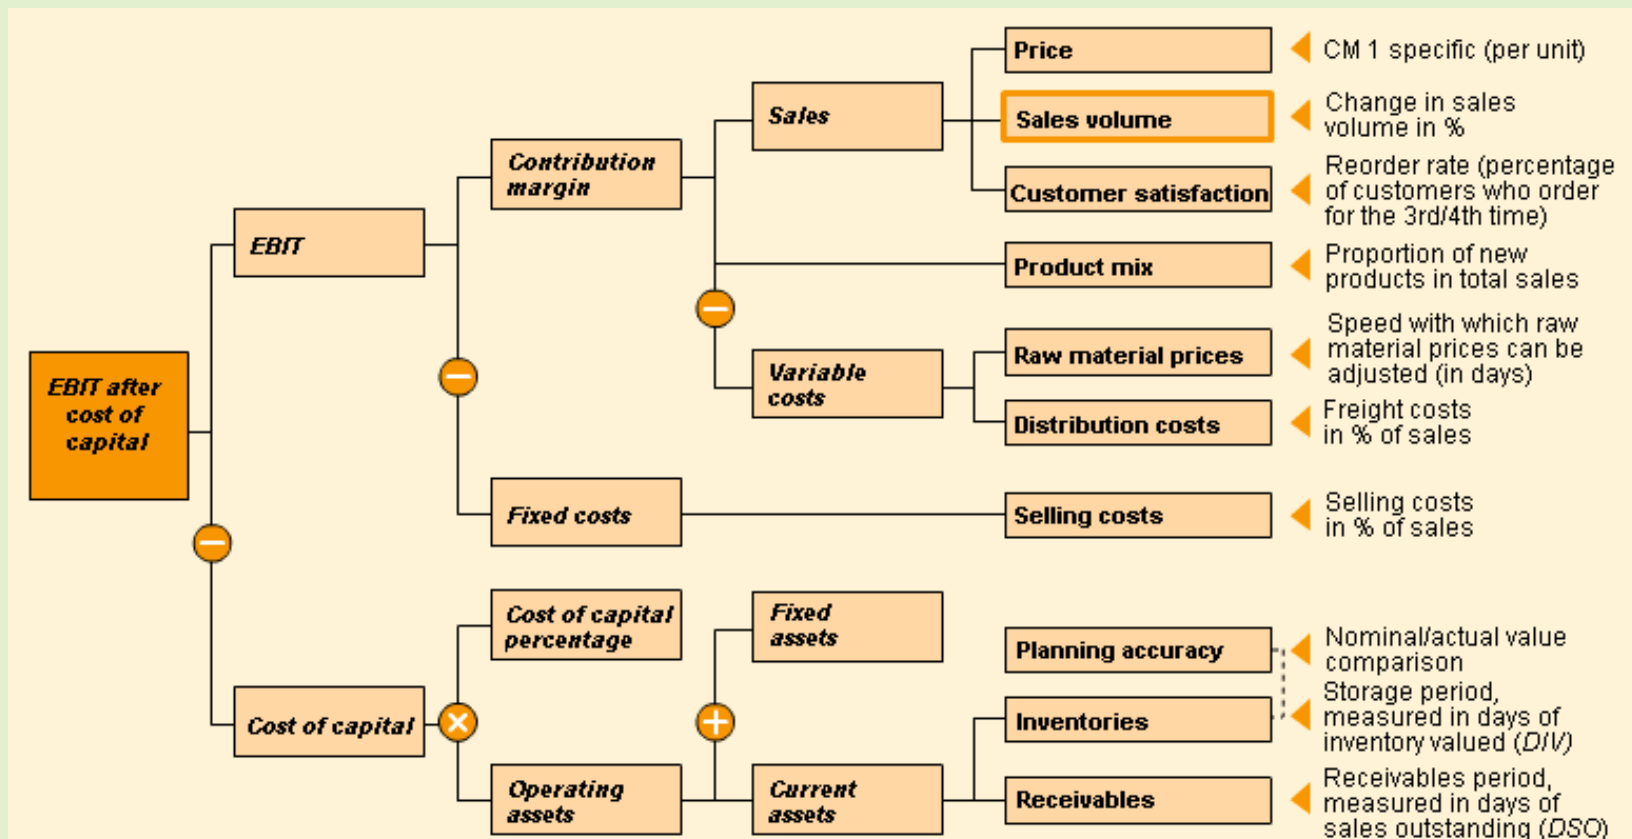 Price
CM 1 specific (per unit)
Sales
Sales volume
Change in sales
volume in %
Contribution
margin
Customer satisfaction
Reorder rate (percentage
of customers who order
for the 3rd/4th time)
EBIT
Product mix
Proportion of new
products in total sales
−
Variable
costs
Raw material prices
Speed with which raw
material prices can be
adjusted (in days)
−
EBIT after
cost of
capital
Distribution costs
Freight costs
in % of sales
Fixed costs
Selling costs
Selling costs
in % of sales
−
Cost of capital
percentage
Fixed
assets
Planning accuracy
Nominal/actual value
comparison
Cost of capital
×
+
Inventories
Storage period,
measured in days of
inventory valued (DIV)
Operating
assets
Current
assets
Receivables
Receivables period,
measured in days of
sales outstanding (DSO)